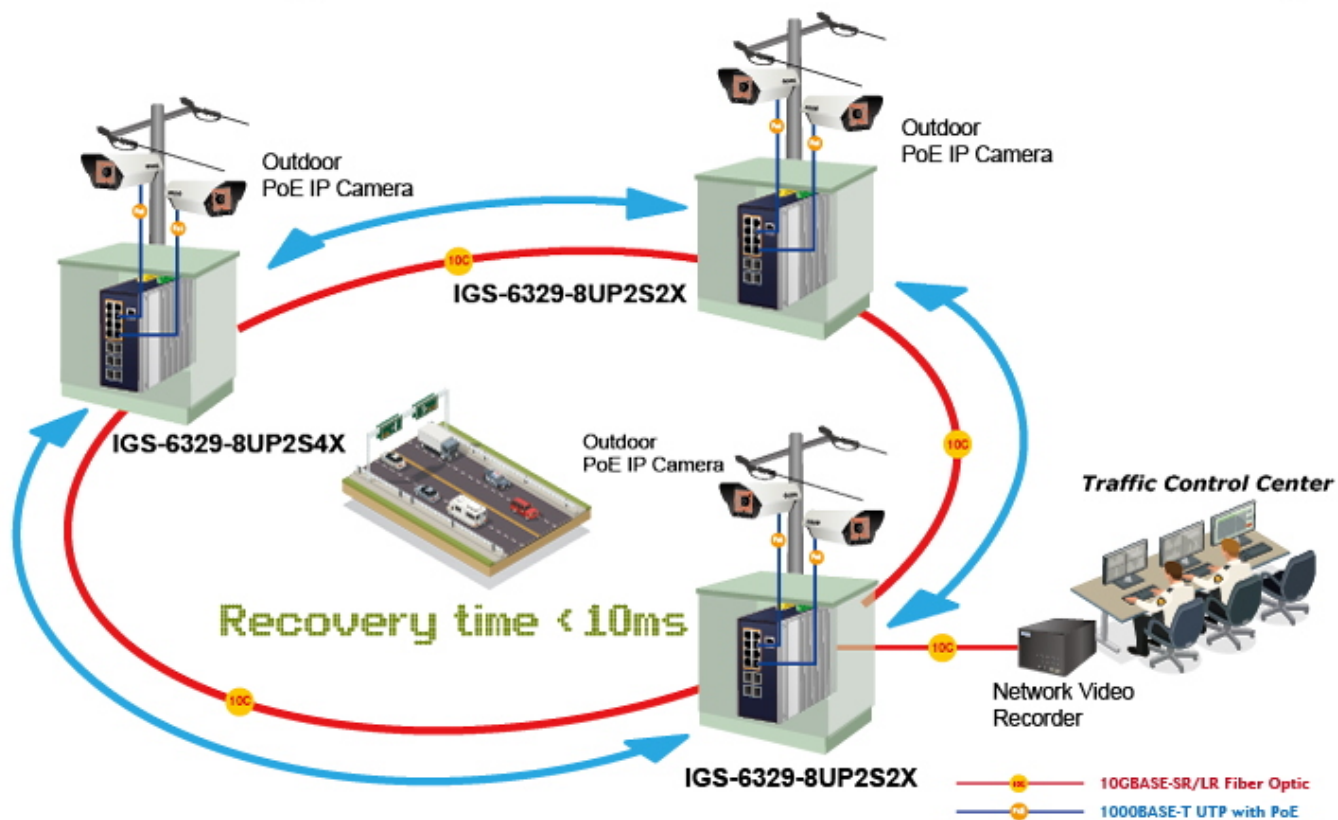 Outdoor
PoE IP Camera
Outdoor
PoE IP Camera
10G
IGS-6329-8UP2S2X
IGS-6329-8UP2S4X
Outdoor
PoE IP Camera
10G
Traffic Control Center
Recovery time < 10ms
10G
10G
Network Video
Recorder
IGS-6329-8UP2S2X
10G 10GBASE-SR/LR Fiber Optic
PoE 1000BASE-T UTP with PoE